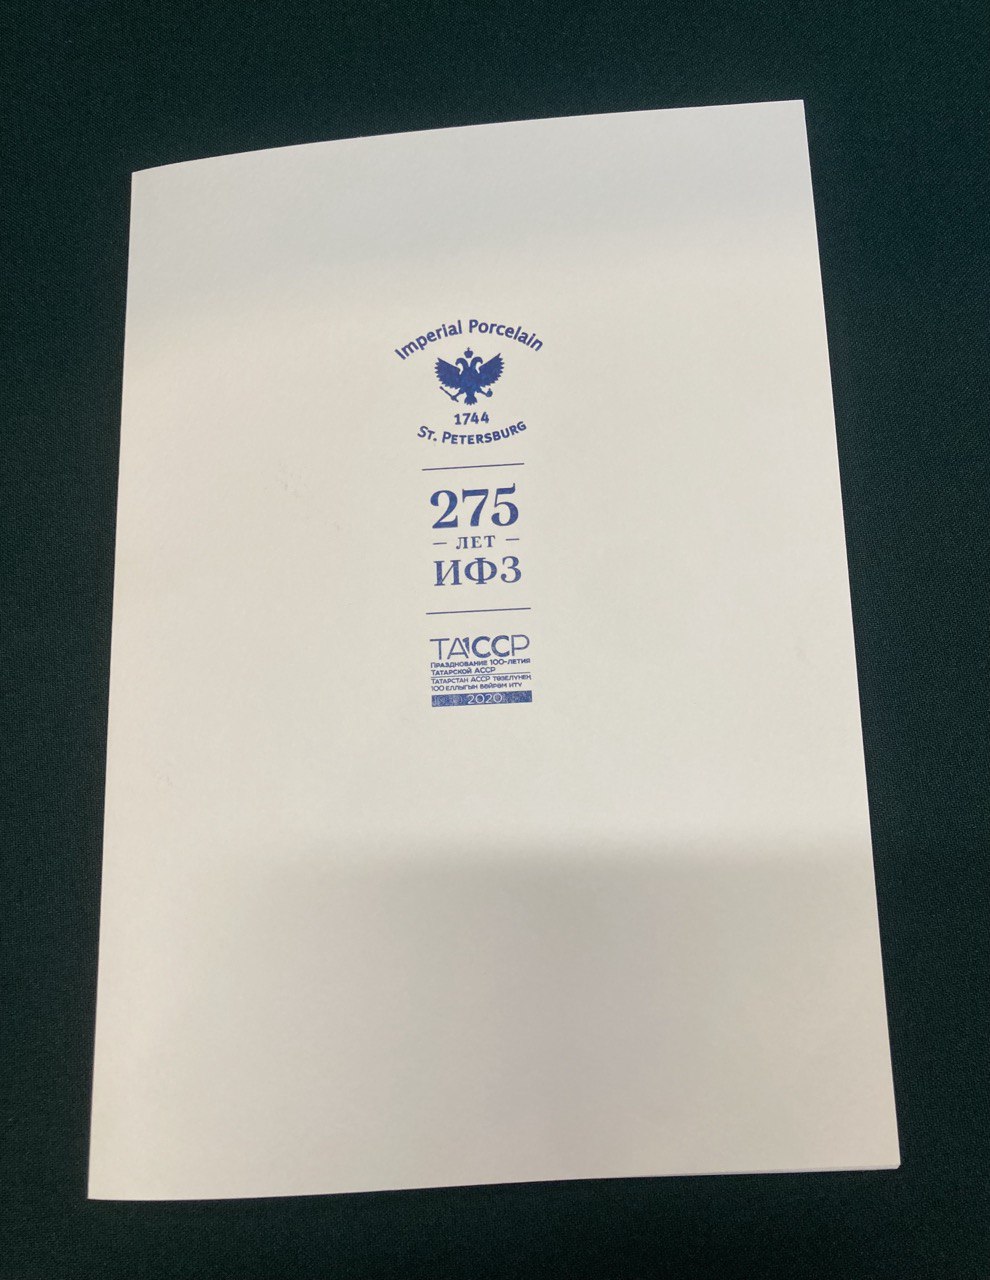 Imperial Porcelain
1744
ST. PETERSBURG
275
– ЛЕТ –
ИФЗ
ТАССР
ПРАЗДНОВАНИЕ 100-ЛЕТИЯ
ТАТАРСКОЙ АССР
ТАТАРСТАН АССР ТӨЗЕЛҮНЕҢ
100 ЕЛЛЫГЫН БӘЙРӘМ ИТҮ
2020